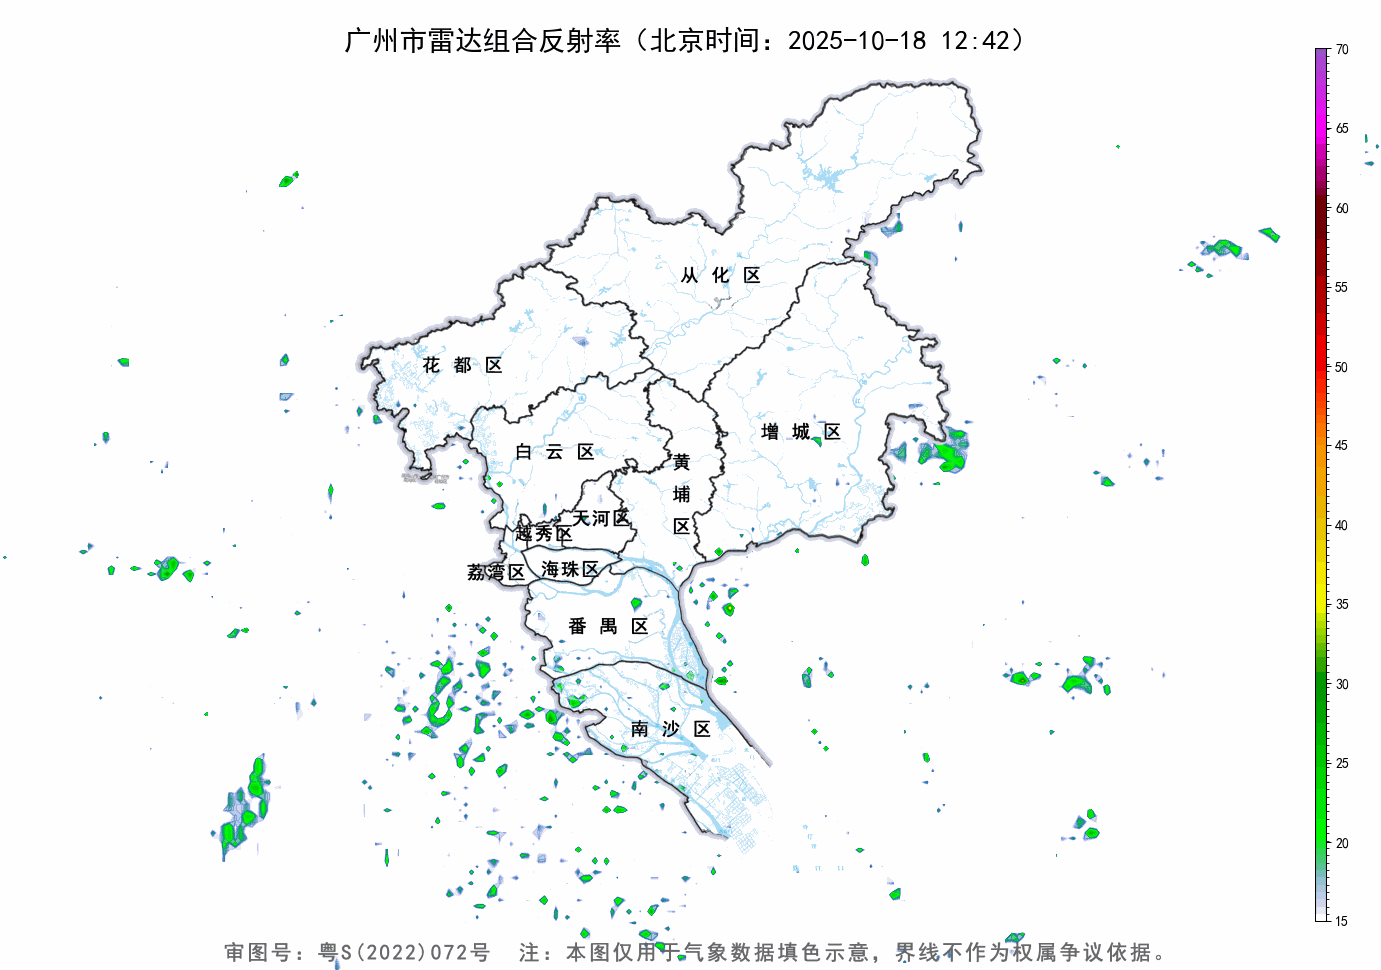 广州市雷达组合反射率（北京时间：2025-10-18 12:42）
70
65
60
55
50
45
40
35
30
25
20
15
从化区
花都区
增城区
白云区
黄埔区
天河区
越秀区
海珠区
荔湾区
番禺区
南沙区
审图号：粤S(2022)072号 注：本图仅用于气象数据填色示意，界线不作为权属争议依据。